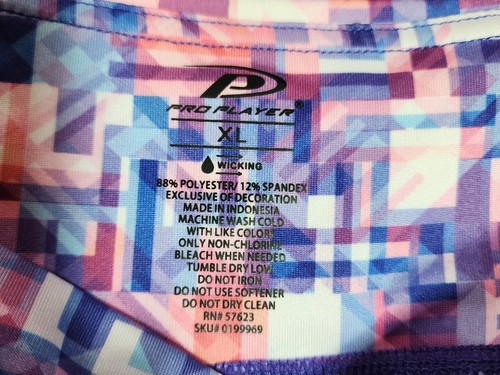 PRO PLAYER®
XL
WICKING
88% POLYESTER/ 12% SPANDEX
EXCLUSIVE OF DECORATION
MADE IN INDONESIA
MACHINE WASH COLD
WITH LIKE COLORS
ONLY NON-CHLORINE
BLEACH WHEN NEEDED
TUMBLE DRY LOW
DO NOT IRON
DO NOT USE SOFTENER
DO NOT DRY CLEAN
RN# 57623
SKU# 0199969